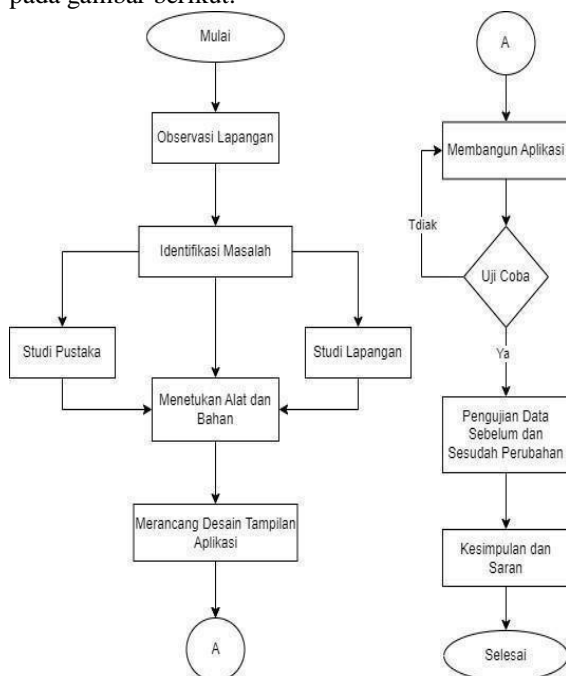 pada gambar berikut:
Mulai
Observasi Lapangan
Identifikasi Masalah
Studi Pustaka
Studi Lapangan
Menetukan Alat dan
Bahan
Merancang Desain Tampilan
Aplikasi
A
A
Membangun Aplikasi
Tdiak
Uji Coba
Ya
Pengujian Data
Sebelum dan
Sesudah Perubahan
Kesimpulan dan
Saran
Selesai